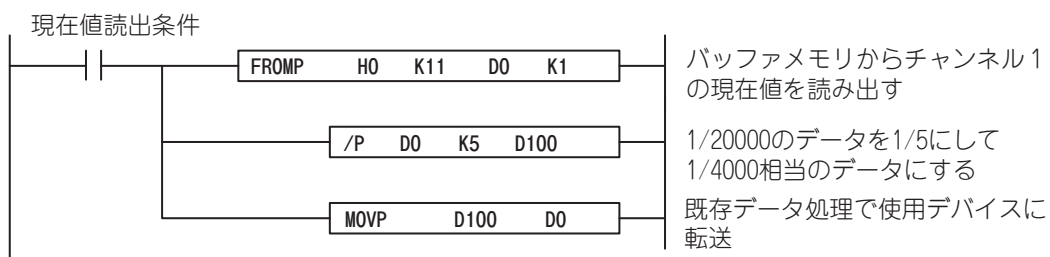 現在値読出条件
FROMP H0 K11 D0 K1
バッファメモリからチャンネル1
の現在値を読み出す
/P D0 K5 D100
1/20000のデータを1/5にして
1/4000相当のデータにする
MOVP D100 D0
既存データ処理で使用デバイスに
転送